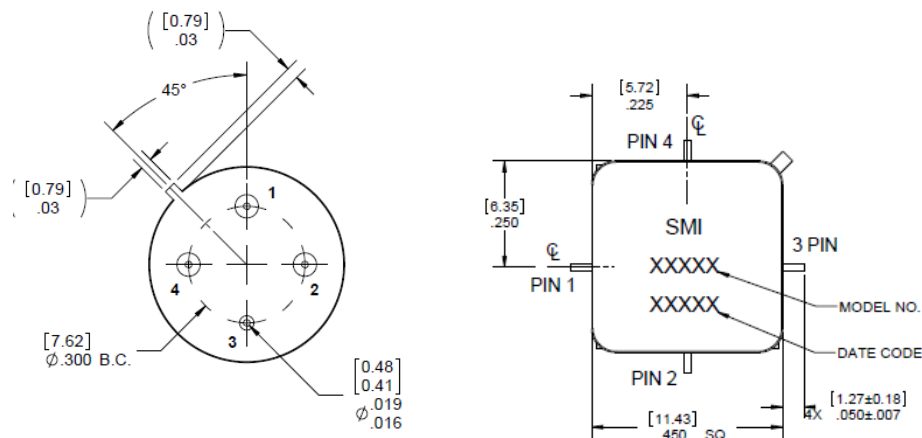 [0.79]
.03
45°
[0.79]
.03
1
4
2
3
[7.62]
Ø.300 B.C.
[0.48]
[0.41]
Ø.019
.016
[5.72]
.225
℄
PIN 4
[6.35]
.250
SMI
℄
3 PIN
XXXXX
PIN 1
XXXXX
MODEL NO.
PIN 2
DATE CODE
[1.27±0.18]
4X .050±.007
[11.43]
.450 SQ